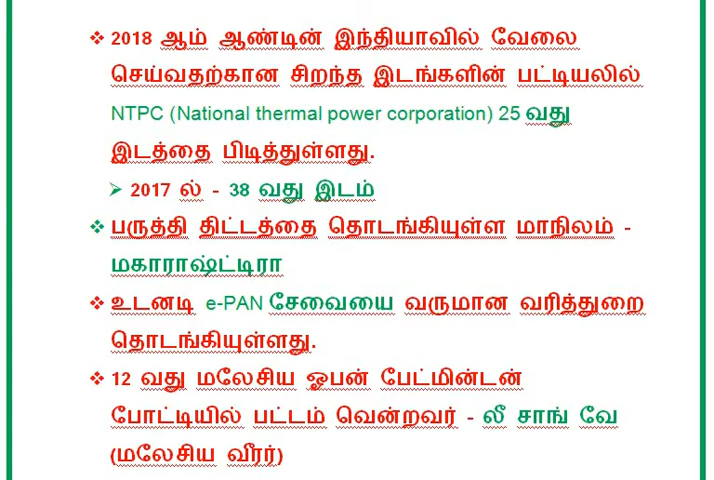 ❖ 2018 ஆம் ஆண்டின் இந்தியாவில் வேலை
செய்வதற்கான சிறந்த இடங்களின் பட்டியலில்
NTPC (National thermal power corporation) 25 வது
இடத்தை பிடித்துள்ளது.
➢ 2017 ல் - 38 வது இடம்
❖ பருத்தி திட்டத்தை தொடங்கியுள்ள மாநிலம் -
மகாராஷ்ட்டிரா
❖ உடனடி e-PAN சேவையை வருமான வரித்துறை
தொடங்கியுள்ளது.
❖ 12 வது மலேசிய ஓபன் பேட்மின்டன்
போட்டியில் பட்டம் வென்றவர் - லீ சாங் வே
(மலேசிய வீரர்)